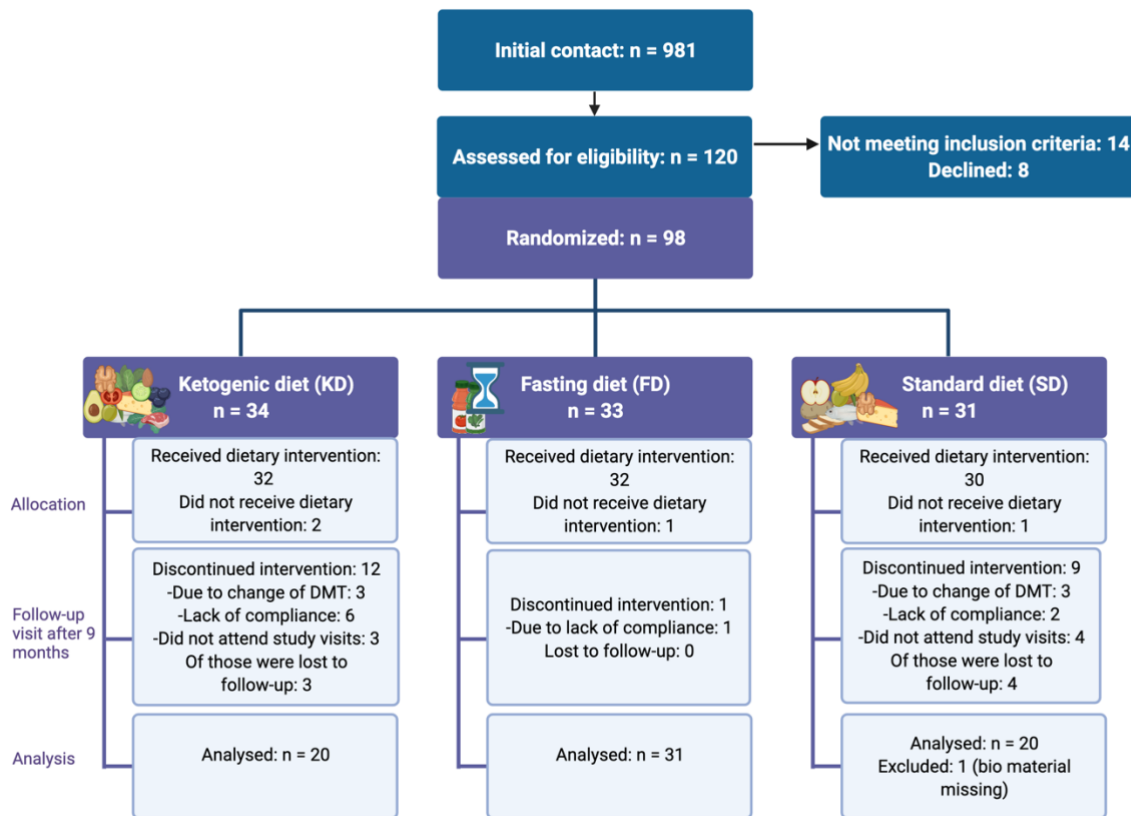 Initial contact: n = 981
Assessed for eligibility: n = 120
Not meeting inclusion criteria: 14
Declined: 8
Randomized: n = 98
Ketogenic diet (KD)
n = 34
Fasting diet (FD)
n = 33
Standard diet (SD)
n = 31
Allocation
Received dietary intervention:
32
Did not receive dietary
intervention: 2
Received dietary intervention:
32
Did not receive dietary
intervention: 1
Received dietary intervention:
30
Did not receive dietary
intervention: 1
Follow-up
visit after 9
months
Discontinued intervention: 12
-Due to change of DMT: 3
-Lack of compliance: 6
-Did not attend study visits: 3
Of those were lost to
follow-up: 3
Discontinued intervention: 1
-Due to lack of compliance: 1
Lost to follow-up: 0
Discontinued intervention: 9
-Due to change of DMT: 3
-Lack of compliance: 2
-Did not attend study visits: 4
Of those were lost to
follow-up: 4
Analysis
Analysed: n = 20
Analysed: n = 31
Analysed: n = 20
Excluded: 1 (bio material
missing)